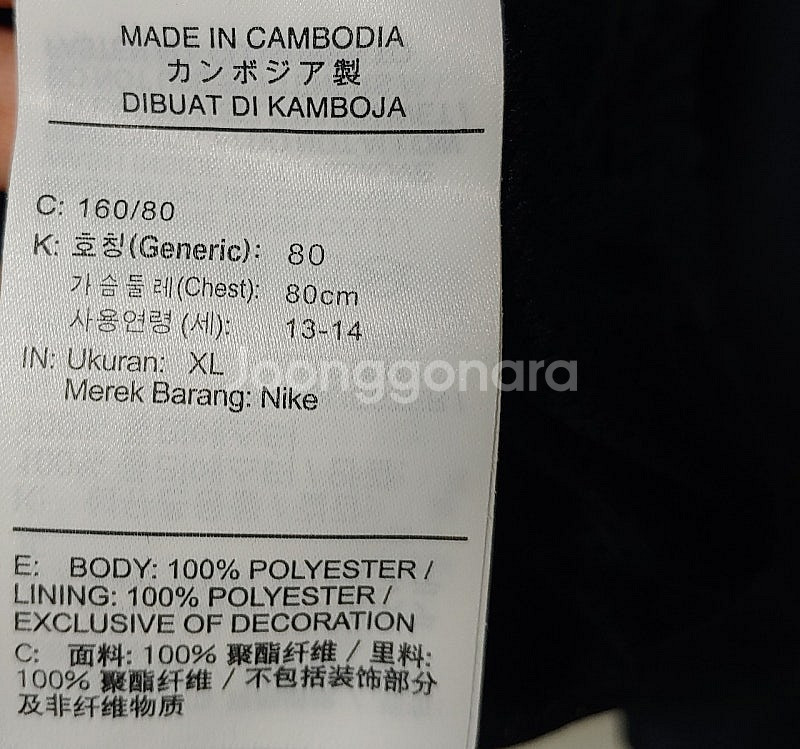 MADE IN CAMBODIA
カンボジア製
DIBUAT DI KAMBOJA
C: 160/80
K: 호칭(Generic): 80
가슴둘레(Chest): 80cm
사용연령(세): 13-14
IN: Ukuran: XL
Joonggonara
Merek Barang: Nike
E: BODY: 100% POLYESTER /
LINING: 100% POLYESTER /
EXCLUSIVE OF DECORATION
C: 面料: 100% 聚酯纤维 / 里料:
100% 聚酯纤维 / 不包括装饰部分
及非纤维物质